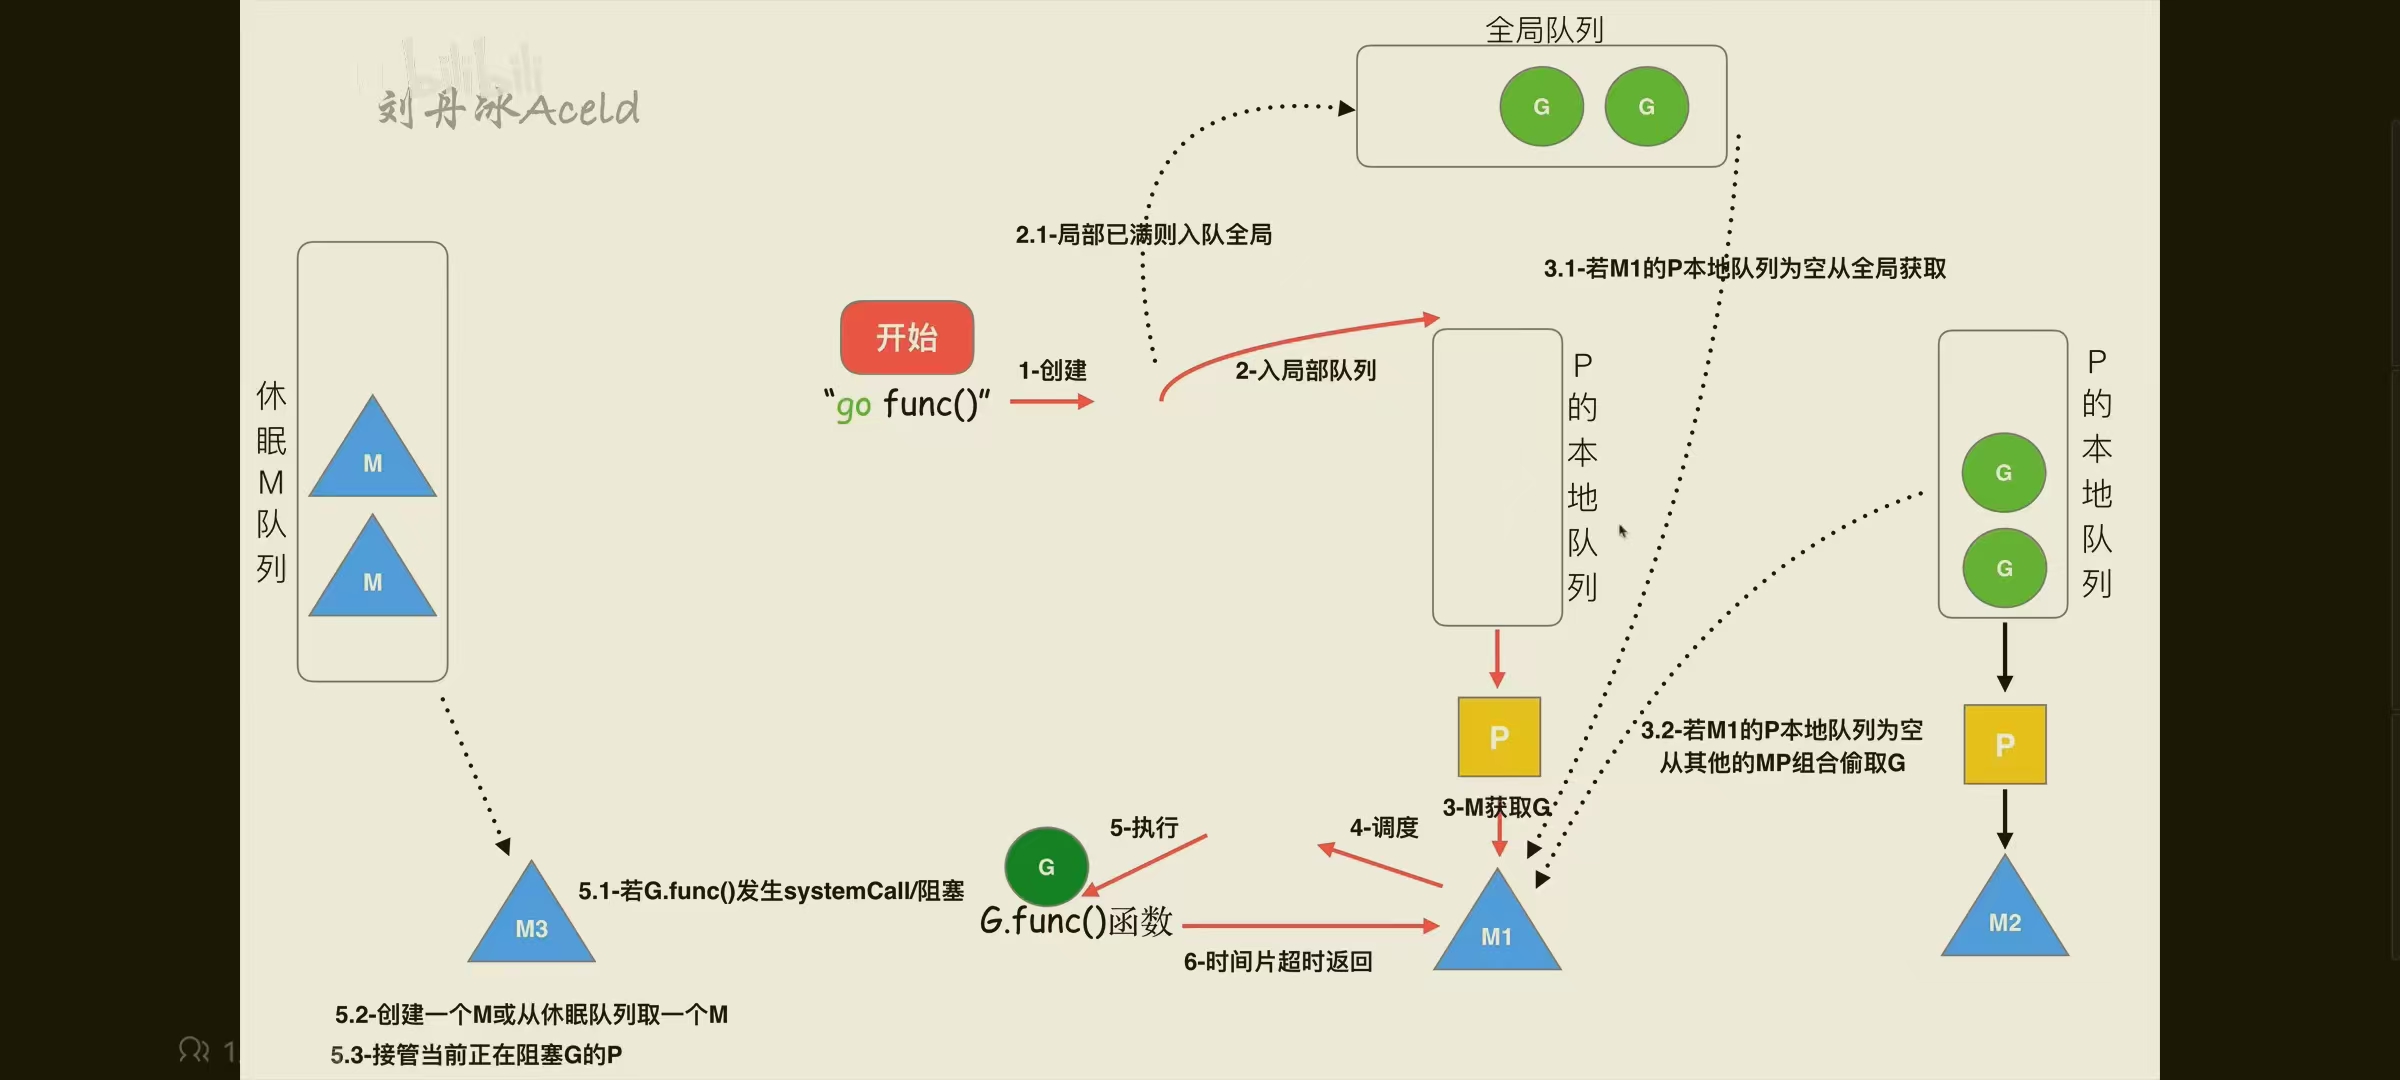 全局队列
bilibili
刘丹冰Aceld
G
G
2.1-局部已满则入队全局
3.1-若M1的P本地队列为空从全局获取
开始
"go func()"
1-创建
2-入局部队列
P的本地队列
P的本地队列
休眠M队列
M
M
G
G
P
P
3.2-若M1的P本地队列为空
从其他的MP组合偷取G
3-M获取G
4-调度
5-执行
G
G.func()函数
5.1-若G.func()发生systemCall/阻塞
M3
M1
M2
6-时间片超时返回
5.2-创建一个M或从休眠队列取一个M
5.3-接管当前正在阻塞G的P